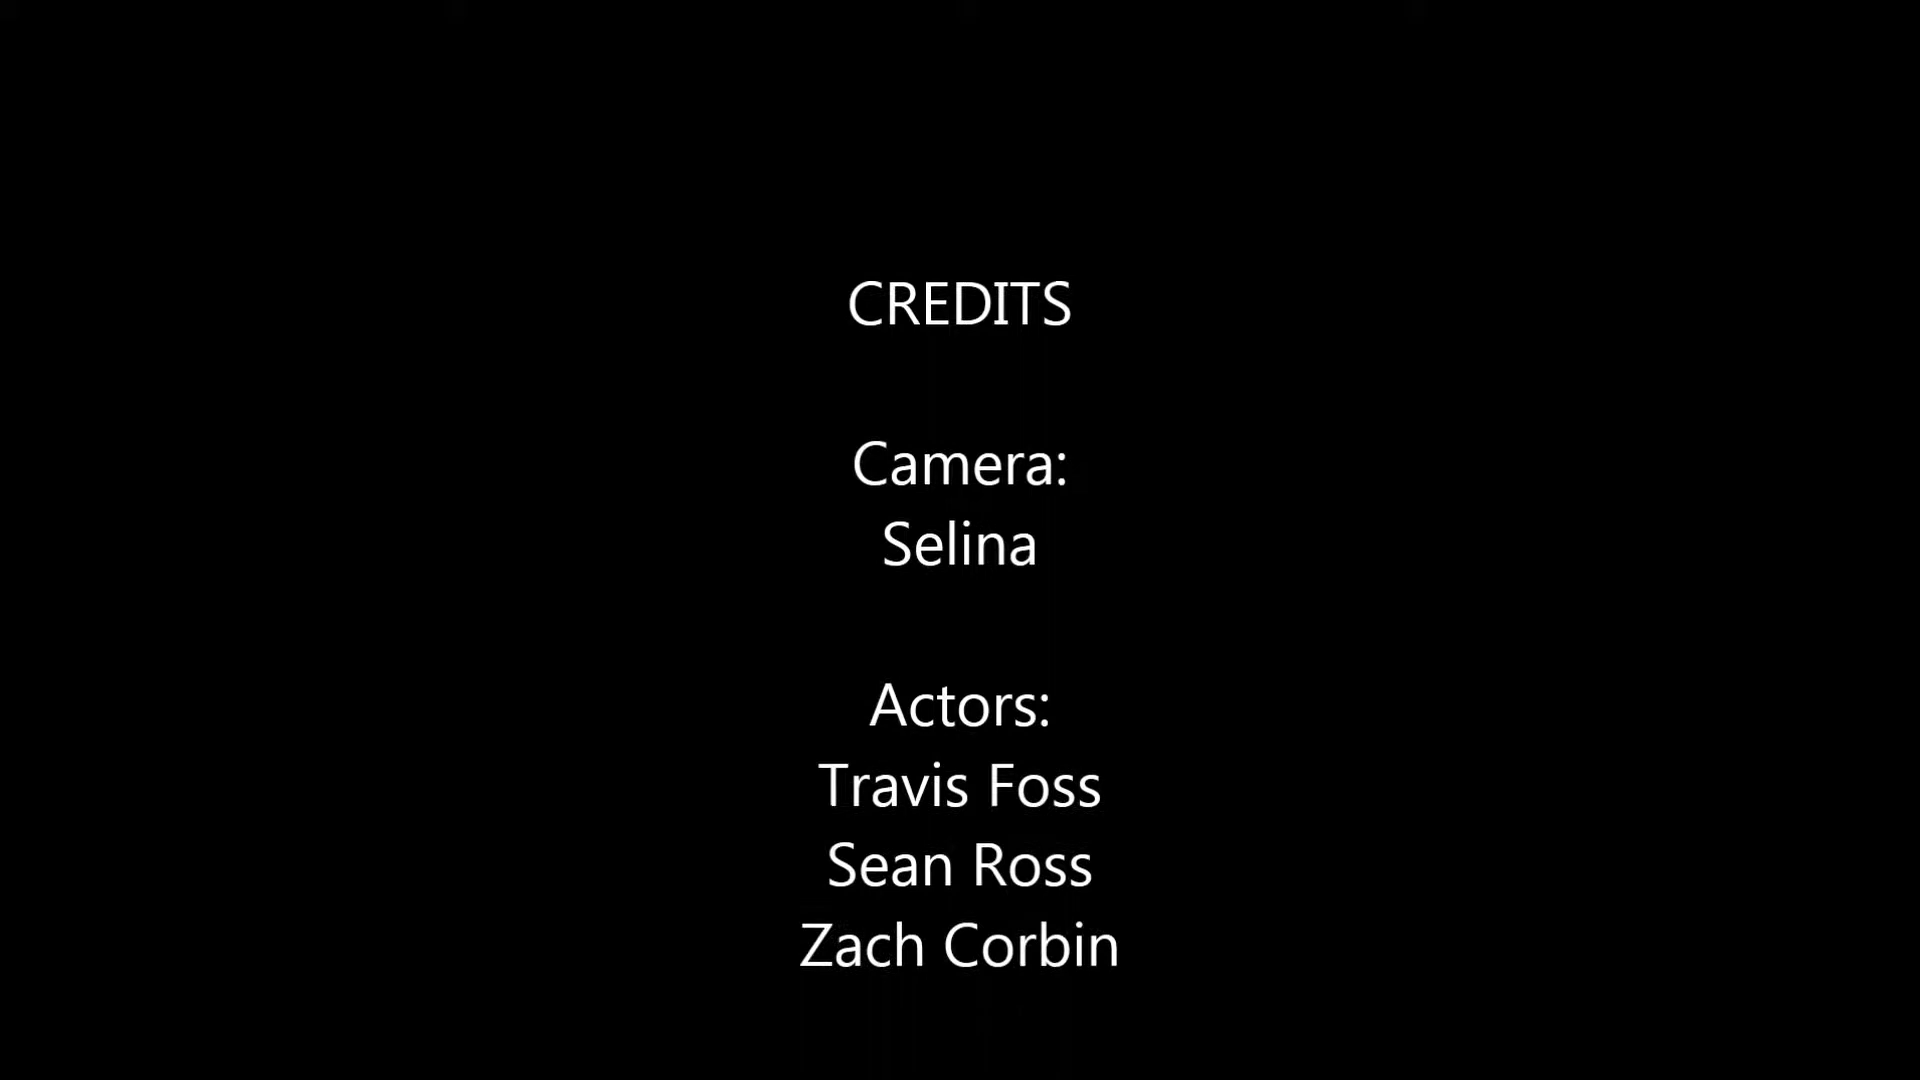 CREDITS
Camera:
Selina
Actors:
Travis Foss
Sean Ross
Zach Corbin